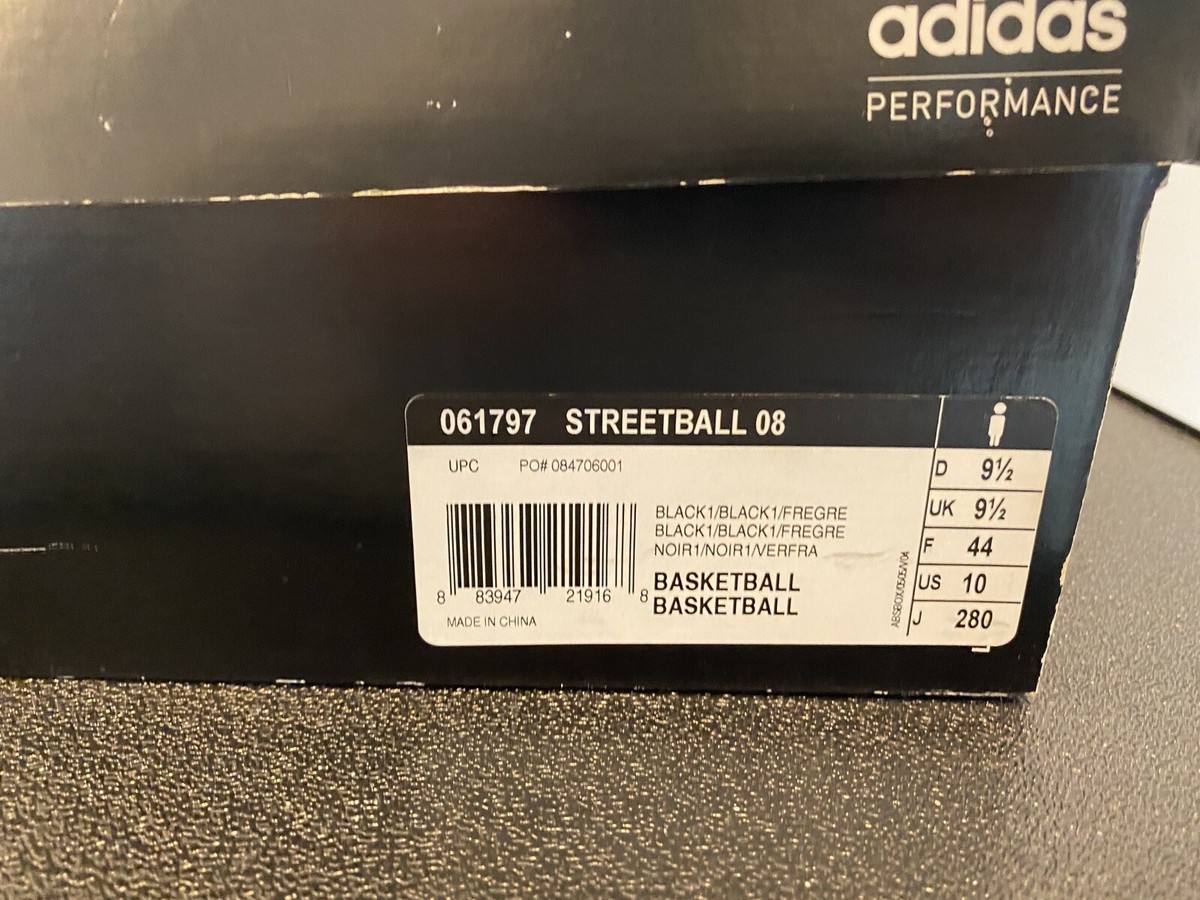 adidas
PERFORMANCE
061797 STREETBALL 08
UPC PO# 084706001
BLACK1/BLACK1/FREGRE
BLACK1/BLACK1/FREGRE
NOIR1/NOIR1/VERFRA
BASKETBALL
BASKETBALL
8 83947 21916 8
MADE IN CHINA
D 9½
UK 9½
F 44
US 10
J 280